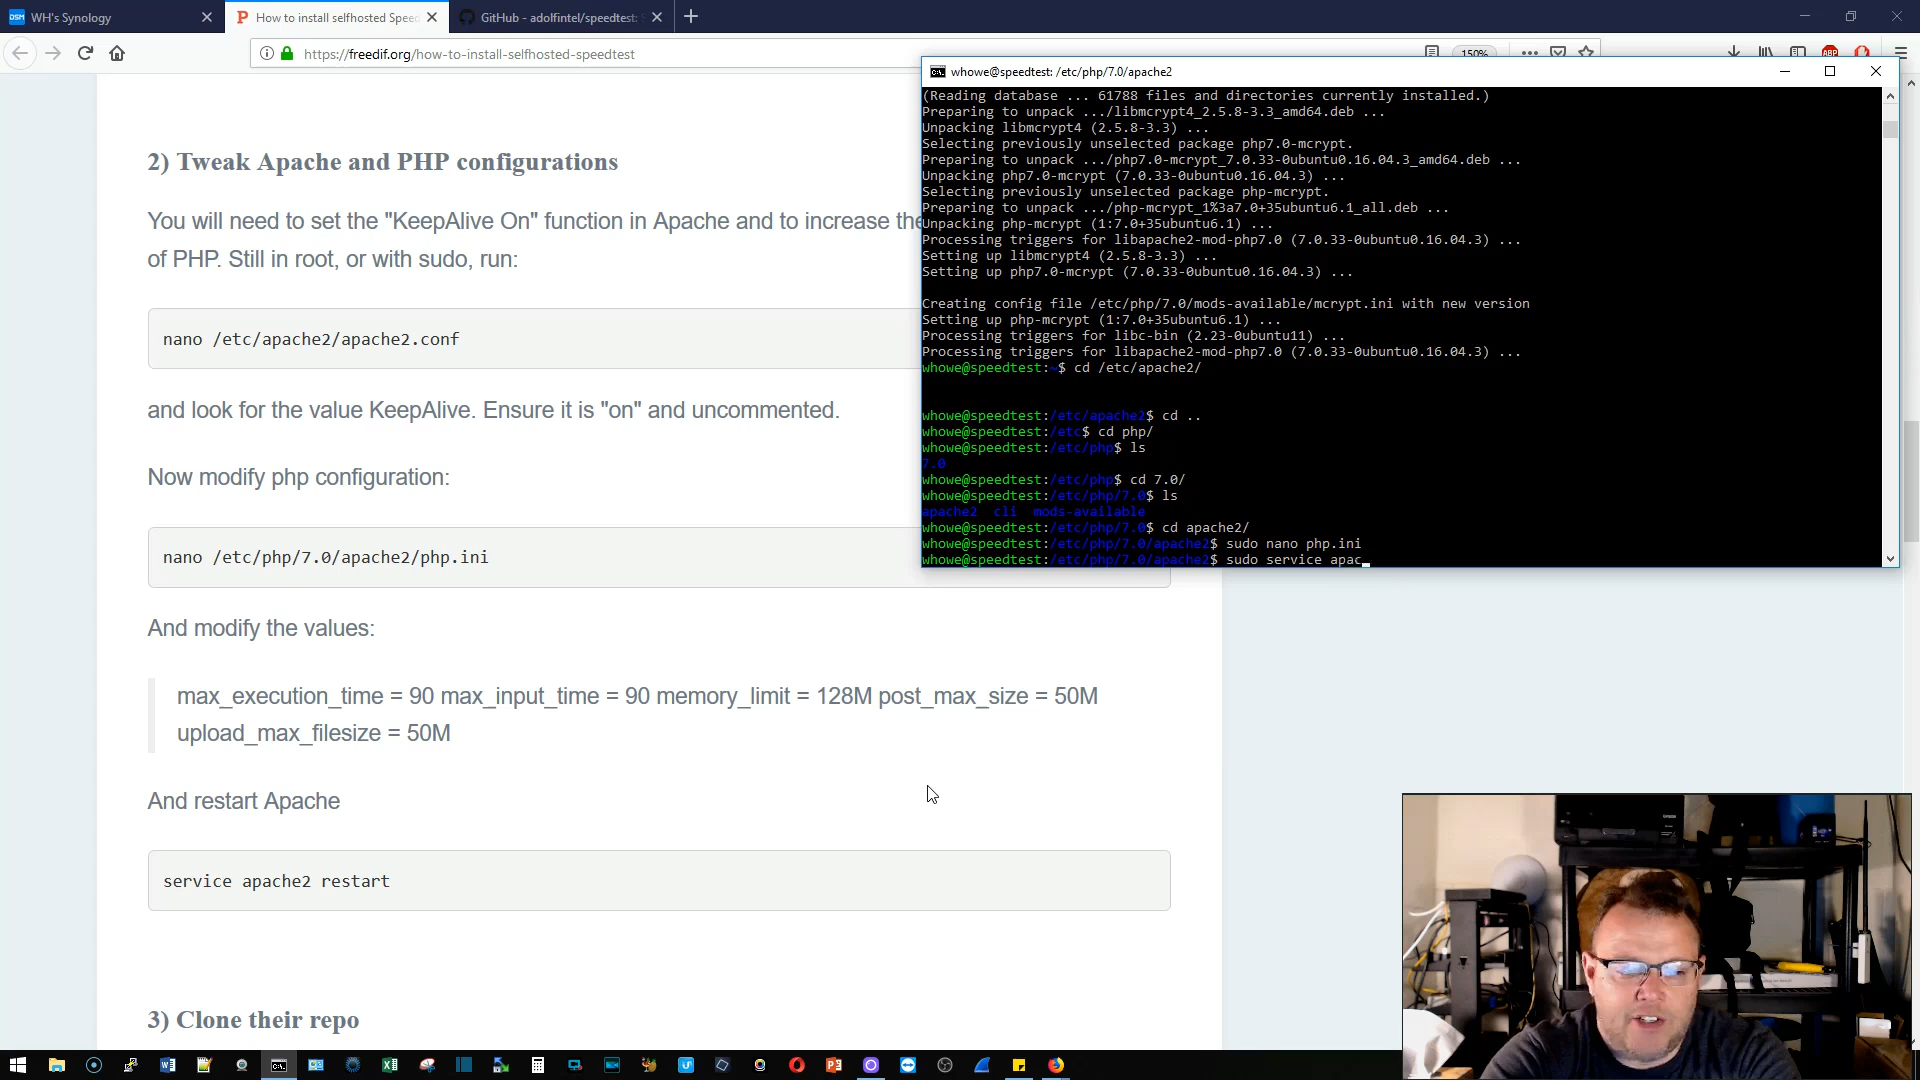 WH's Synology
How to install selfhosted Speed
GitHub - adolfintel/speedtest: S
https://freedif.org/how-to-install-selfhosted-speedtest
150%
2) Tweak Apache and PHP configurations
You will need to set the "KeepAlive On" function in Apache and to increase the
of PHP. Still in root, or with sudo, run:
nano /etc/apache2/apache2.conf
and look for the value KeepAlive. Ensure it is "on" and uncommented.
Now modify php configuration:
nano /etc/php/7.0/apache2/php.ini
And modify the values:
max_execution_time = 90 max_input_time = 90 memory_limit = 128M post_max_size = 50M
upload_max_filesize = 50M
And restart Apache
service apache2 restart
3) Clone their repo
whowe@speedtest: /etc/php/7.0/apache2
(Reading database ... 61788 files and directories currently installed.)
Preparing to unpack .../libmcrypt4_2.5.8-3.3_amd64.deb ...
Unpacking libmcrypt4 (2.5.8-3.3) ...
Selecting previously unselected package php7.0-mcrypt.
Preparing to unpack .../php7.0-mcrypt_7.0.33-0ubuntu0.16.04.3_amd64.deb ...
Unpacking php7.0-mcrypt (7.0.33-0ubuntu0.16.04.3) ...
Selecting previously unselected package php-mcrypt.
Preparing to unpack .../php-mcrypt_1%3a7.0+35ubuntu6.1_all.deb ...
Unpacking php-mcrypt (1:7.0+35ubuntu6.1) ...
Processing triggers for libapache2-mod-php7.0 (7.0.33-0ubuntu0.16.04.3) ...
Setting up libmcrypt4 (2.5.8-3.3) ...
Setting up php7.0-mcrypt (7.0.33-0ubuntu0.16.04.3) ...
Creating config file /etc/php/7.0/mods-available/mcrypt.ini with new version
Setting up php-mcrypt (1:7.0+35ubuntu6.1) ...
Processing triggers for libc-bin (2.23-0ubuntu11) ...
Processing triggers for libapache2-mod-php7.0 (7.0.33-0ubuntu0.16.04.3) ...
whowe@speedtest:~$ cd /etc/apache2/
whowe@speedtest:/etc/apache2$ cd ..
whowe@speedtest:/etc$ cd php/
whowe@speedtest:/etc/php$ ls
7.0
whowe@speedtest:/etc/php$ cd 7.0/
whowe@speedtest:/etc/php/7.0$ ls
apache2 cli mods-available
whowe@speedtest:/etc/php/7.0$ cd apache2/
whowe@speedtest:/etc/php/7.0/apache2$ sudo nano php.ini
whowe@speedtest:/etc/php/7.0/apache2$ sudo service apac